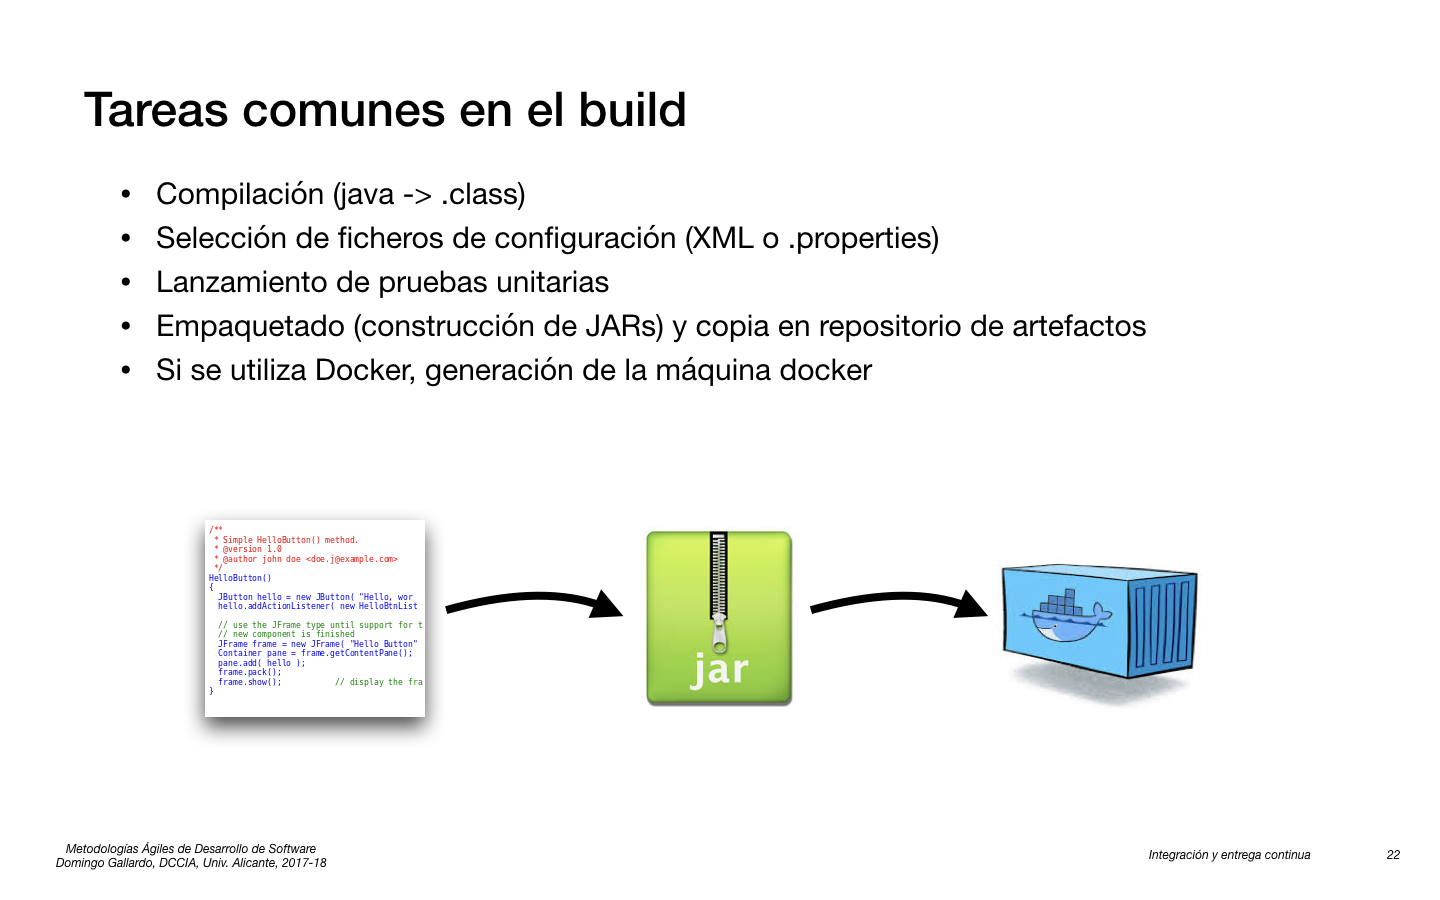 Tareas comunes en el build
• Compilación (java -> .class)
• Selección de ficheros de configuración (XML o .properties)
• Lanzamiento de pruebas unitarias
• Empaquetado (construcción de JARs) y copia en repositorio de artefactos
• Si se utiliza Docker, generación de la máquina docker
/**
 * Simple HelloButton() method.
 * @version 1.0
 * @author john doe <doe.j@example.com>
 */
HelloButton()
{
  JButton hello = new JButton( "Hello, wor
  hello.addActionListener( new HelloBtnList
  // use the JFrame type until support for t
  // new component is finished
  JFrame frame = new JFrame( "Hello Button"
  Container pane = frame.getContentPane();
  pane.add( hello );
  frame.pack();
  frame.show();           // display the fra
}
jar
Metodologías Ágiles de Desarrollo de Software
Domingo Gallardo, DCCIA, Univ. Alicante, 2017-18
Integración y entrega continua
22